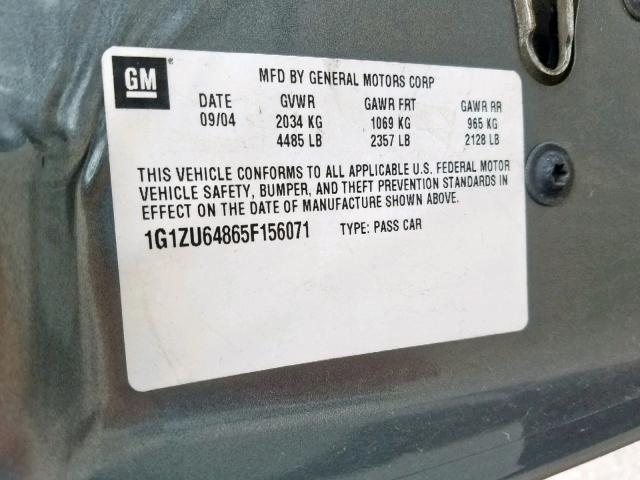 GM
MFD BY GENERAL MOTORS CORP
DATE GVWR GAWR FRT GAWR RR
09/04 2034 KG 1069 KG 965 KG
4485 LB 2357 LB 2128 LB
THIS VEHICLE CONFORMS TO ALL APPLICABLE U.S. FEDERAL MOTOR
VEHICLE SAFETY, BUMPER, AND THEFT PREVENTION STANDARDS IN
EFFECT ON THE DATE OF MANUFACTURE SHOWN ABOVE.
1G1ZU64865F156071 TYPE: PASS CAR